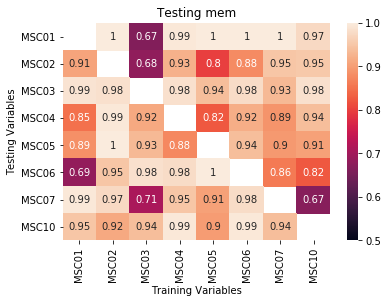 Testing mem
MSC01 1 0.67 0.99 1 1 1 0.97
MSC02 0.91 0.68 0.93 0.8 0.88 0.95 0.95
MSC03 0.99 0.98 0.98 0.94 0.98 0.93 0.98
MSC04 0.85 0.99 0.92 0.82 0.92 0.89 0.94
MSC05 0.89 1 0.93 0.88 0.94 0.9 0.91
MSC06 0.69 0.95 0.98 0.98 1 0.86 0.82
MSC07 0.99 0.97 0.71 0.95 0.91 0.98 0.67
MSC10 0.95 0.92 0.94 0.99 0.9 0.99 0.94
MSC01 MSC02 MSC03 MSC04 MSC05 MSC06 MSC07 MSC10
Training Variables
Testing Variables
1.0
0.9
0.8
0.7
0.6
0.5